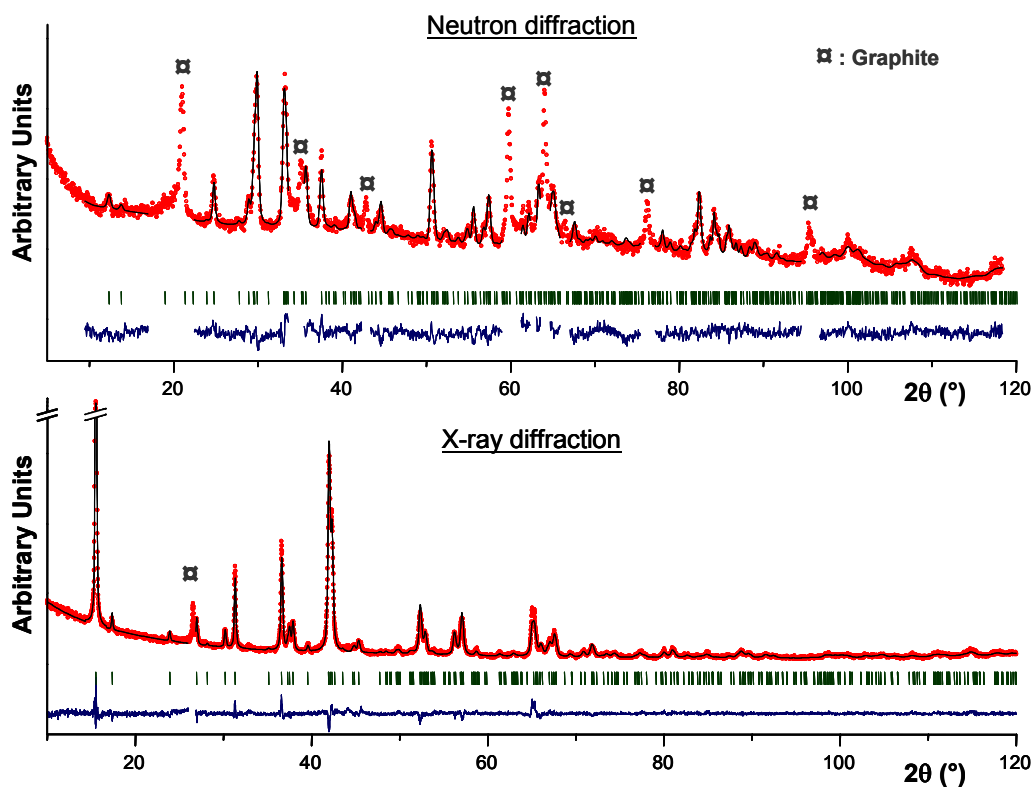 Neutron diffraction
¤ : Graphite
Arbitrary Units
20 40 60 80 100 120
2θ (°)
X-ray diffraction
Arbitrary Units
20 40 60 80 100 120
2θ (°)